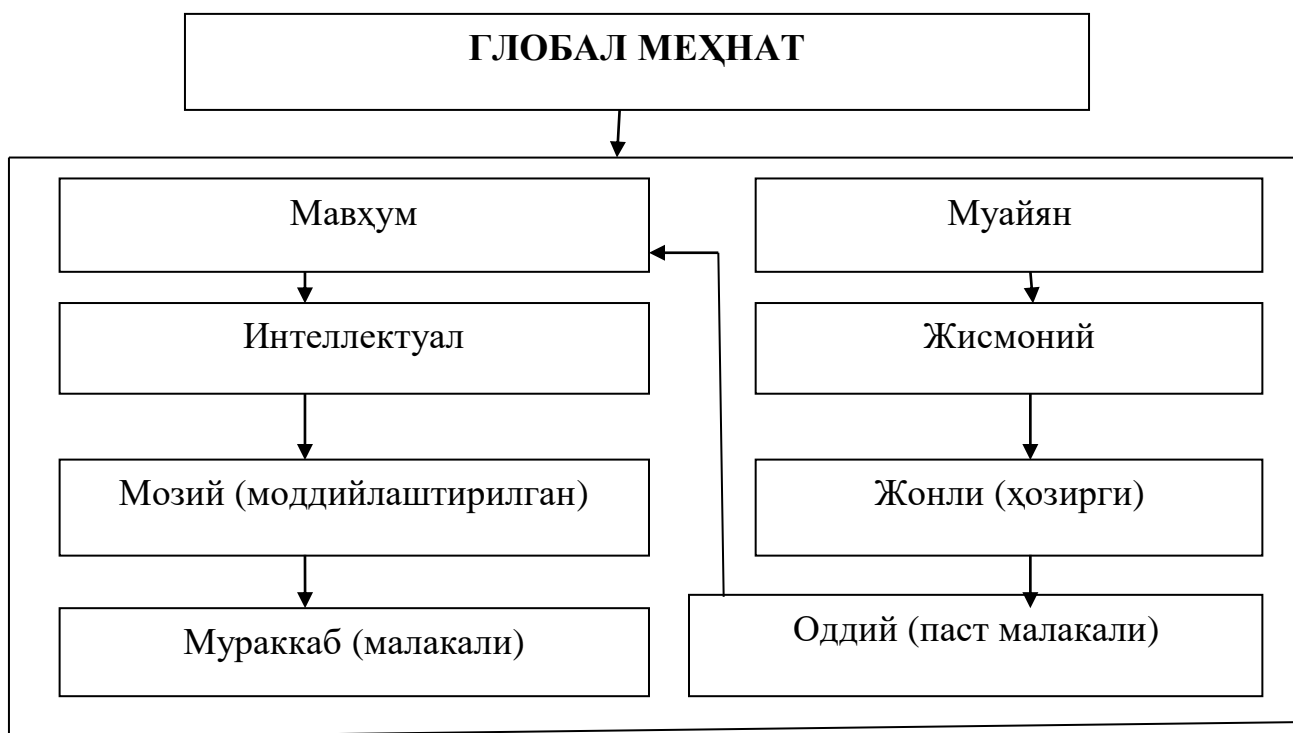 ГЛОБАЛ МЕҲНАТ
Мавҳум
Муайян
Интеллектуал
Жисмоний
Мозий (моддийлаштирилган)
Жонли (ҳозирги)
Мураккаб (малакали)
Оддий (паст малакали)